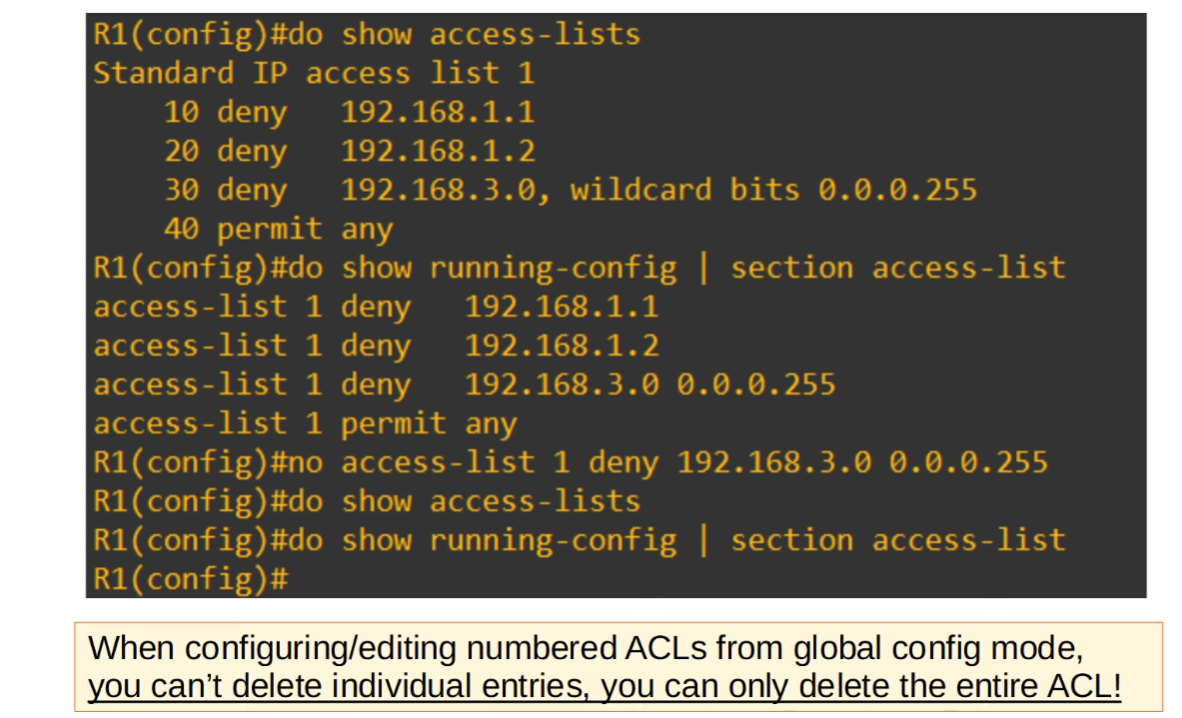 R1(config)#do show access-lists
Standard IP access list 1
    10 deny   192.168.1.1
    20 deny   192.168.1.2
    30 deny   192.168.3.0, wildcard bits 0.0.0.255
    40 permit any
R1(config)#do show running-config | section access-list
access-list 1 deny   192.168.1.1
access-list 1 deny   192.168.1.2
access-list 1 deny   192.168.3.0 0.0.0.255
access-list 1 permit any
R1(config)#no access-list 1 deny 192.168.3.0 0.0.0.255
R1(config)#do show access-lists
R1(config)#do show running-config | section access-list
R1(config)#
When configuring/editing numbered ACLs from global config mode,
you can’t delete individual entries, you can only delete the entire ACL!